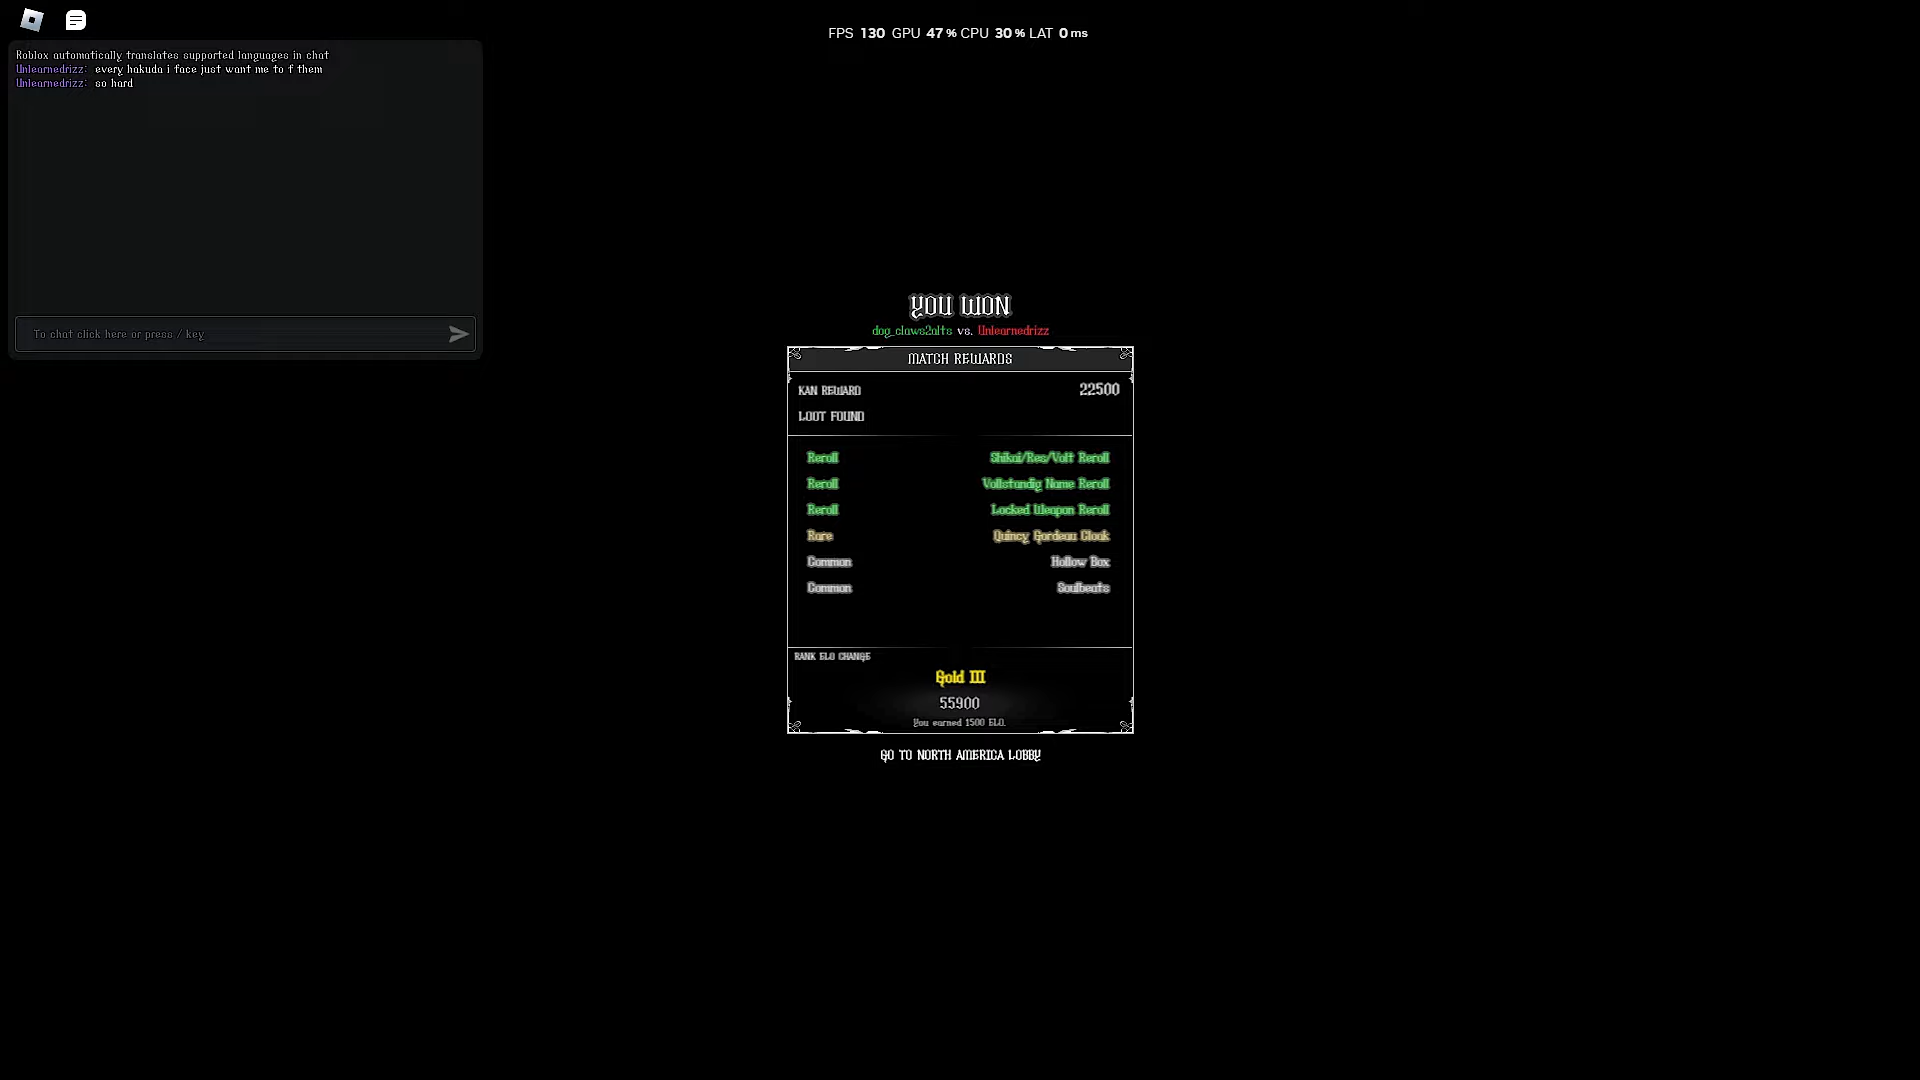 FPS 130 GPU 47 % CPU 30 % LAT 0 ms
Roblox automatically translates supported languages in chat
Unlearnedrizz: every hakuda i face just want me to f them
Unlearnedrizz: so hard
To chat click here or press / key
YOU WON
dog_claws2alts vs. Unlearnedrizz
MATCH REWARDS
KAN REWARD 22500
LOOT FOUND
Reroll Shikai/Res/Volt Reroll
Reroll Vollstandig Name Reroll
Reroll Locked Weapon Reroll
Rare Quincy Gordeau Cloak
Common Hollow Box
Common Soulbeats
RANK ELO CHANGE
Gold III
55900
You earned 1500 ELO.
GO TO NORTH AMERICA LOBBY